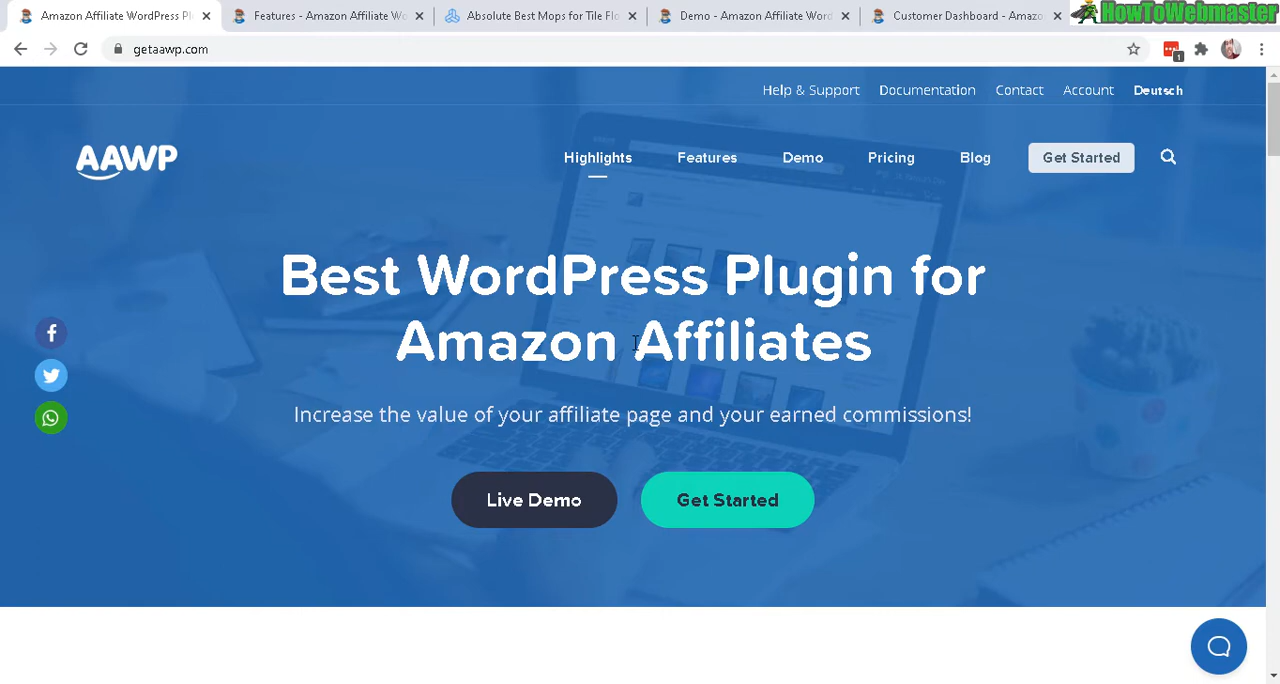 Amazon Affiliate WordPress Pl
Features - Amazon Affiliate Wo
Absolute Best Mops for Tile Flo
Demo - Amazon Affiliate Word
Customer Dashboard - Amazo
HowToWebmaster
getaawp.com
1
Help & Support
Documentation
Contact
Account
Deutsch
AAWP
Highlights
Features
Demo
Pricing
Blog
Get Started
Best WordPress Plugin for
Amazon Affiliates
Increase the value of your affiliate page and your earned commissions!
Live Demo
Get Started